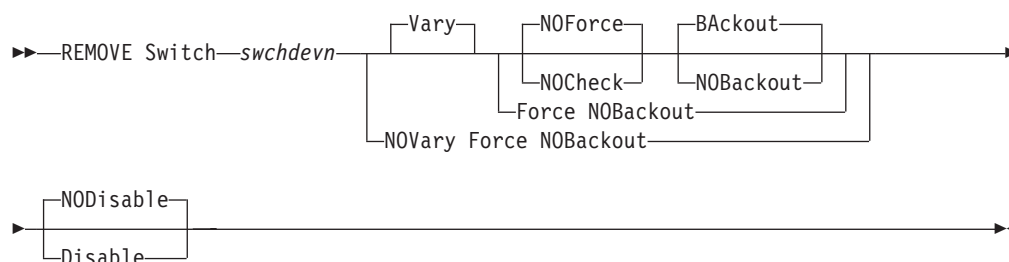 Vary
NOForce
BAckout
REMOVE Switch swchdevn
NOCheck
NOBackout
Force NOBackout
NOVary Force NOBackout
NODisable
Disable